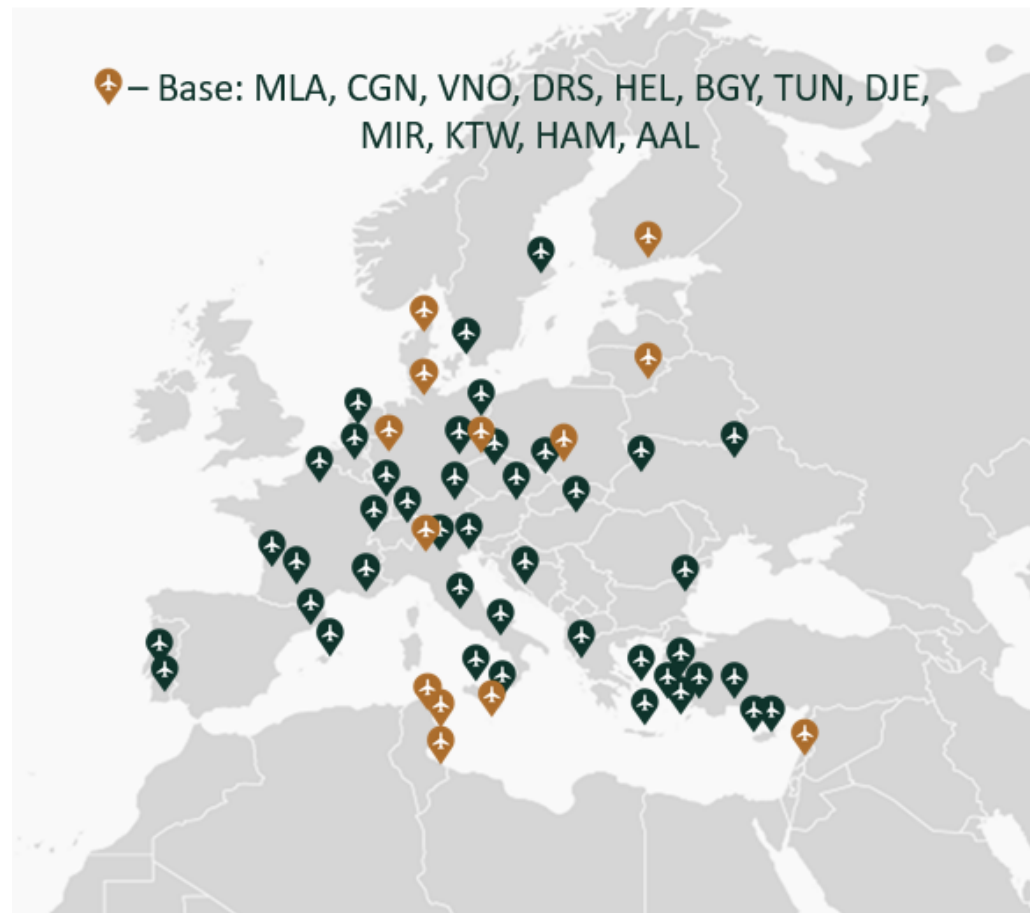 – Base: MLA, CGN, VNO, DRS, HEL, BGY, TUN, DJE,
MIR, KTW, HAM, AAL